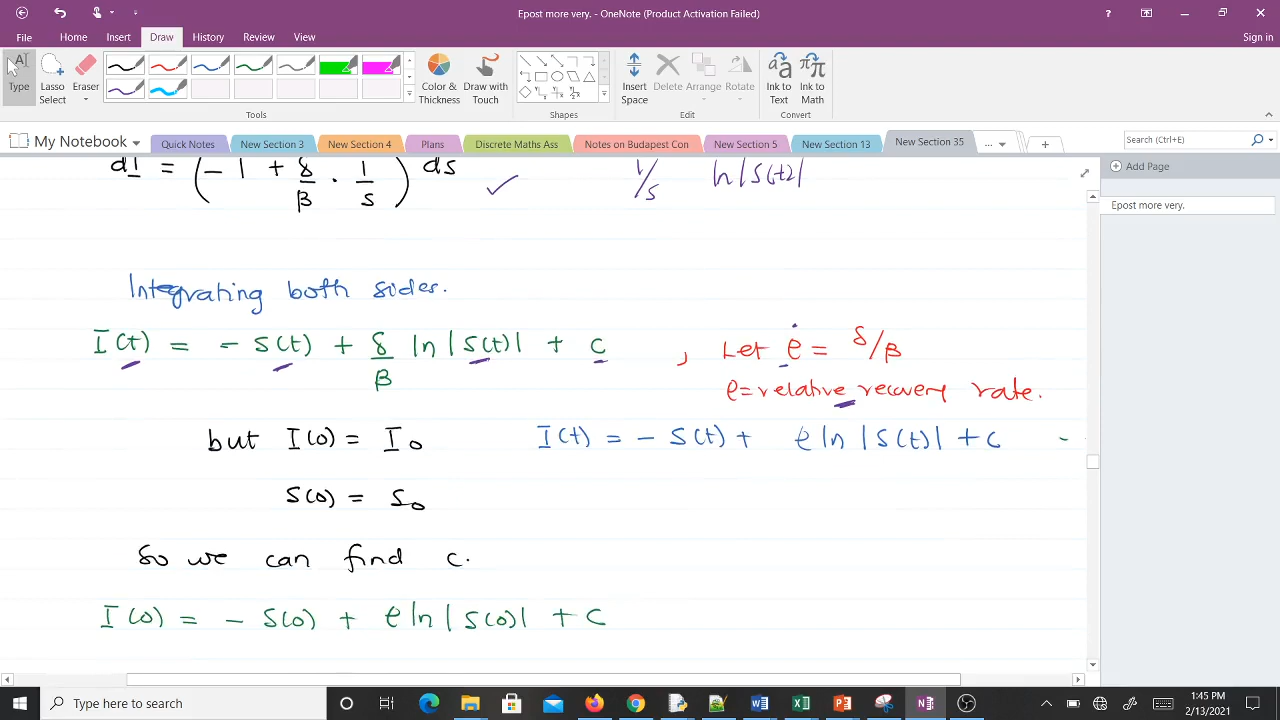 Epost more very. - OneNote (Product Activation Failed)
File Home Insert Draw History Review View Sign in
Type Lasso Select Eraser Color & Thickness Draw with Touch Insert Space Delete Arrange Rotate Ink to Text Ink to Math
Tools Shapes Edit Convert
My Notebook Quick Notes New Section 3 New Section 4 Plans Discrete Maths Ass Notes on Budapest Con New Section 5 New Section 13 New Section 35 ... Search (Ctrl+E)
Add Page
Epost more very.
dI = (-1 + γ/β · 1/s) ds 1/s ln|S(t)|
Integrating both sides.
I(t) = - S(t) + γ/β ln |S(t)| + c , Let ρ = γ/β
ρ = relative recovery rate.
but I(0) = I₀ I(t) = - S(t) + ρ ln |S(t)| + c -
S(0) = S₀
So we can find c.
I(0) = - S(0) + ρ ln |S(0)| + c
Type here to search
1:45 PM
2/13/2021